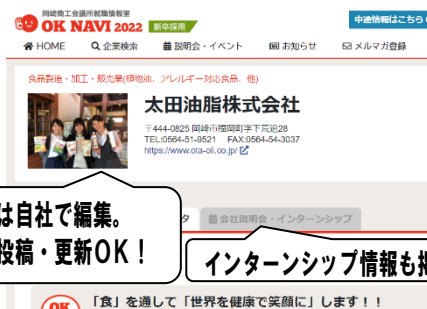 岡崎商工会議所就職情報室
OK NAVI 2022 新卒採用
中途情報はこちら
HOME 企業検索 説明会・イベント お知らせ メルマガ登録
食品製造・加工・販売業(植物油、アレルギー対応食品、他)
太田油脂株式会社
〒444-0825 岡崎市福岡町字下荒追28
TEL:0564-51-9521 FAX:0564-54-3037
https://www.ota-oil.co.jp/
タ 会社説明会・インターンシップ
は自社で編集。
投稿・更新OK！
インターンシップ情報も掲
OK 「食」を通して「世界を健康で笑顔に」します！！